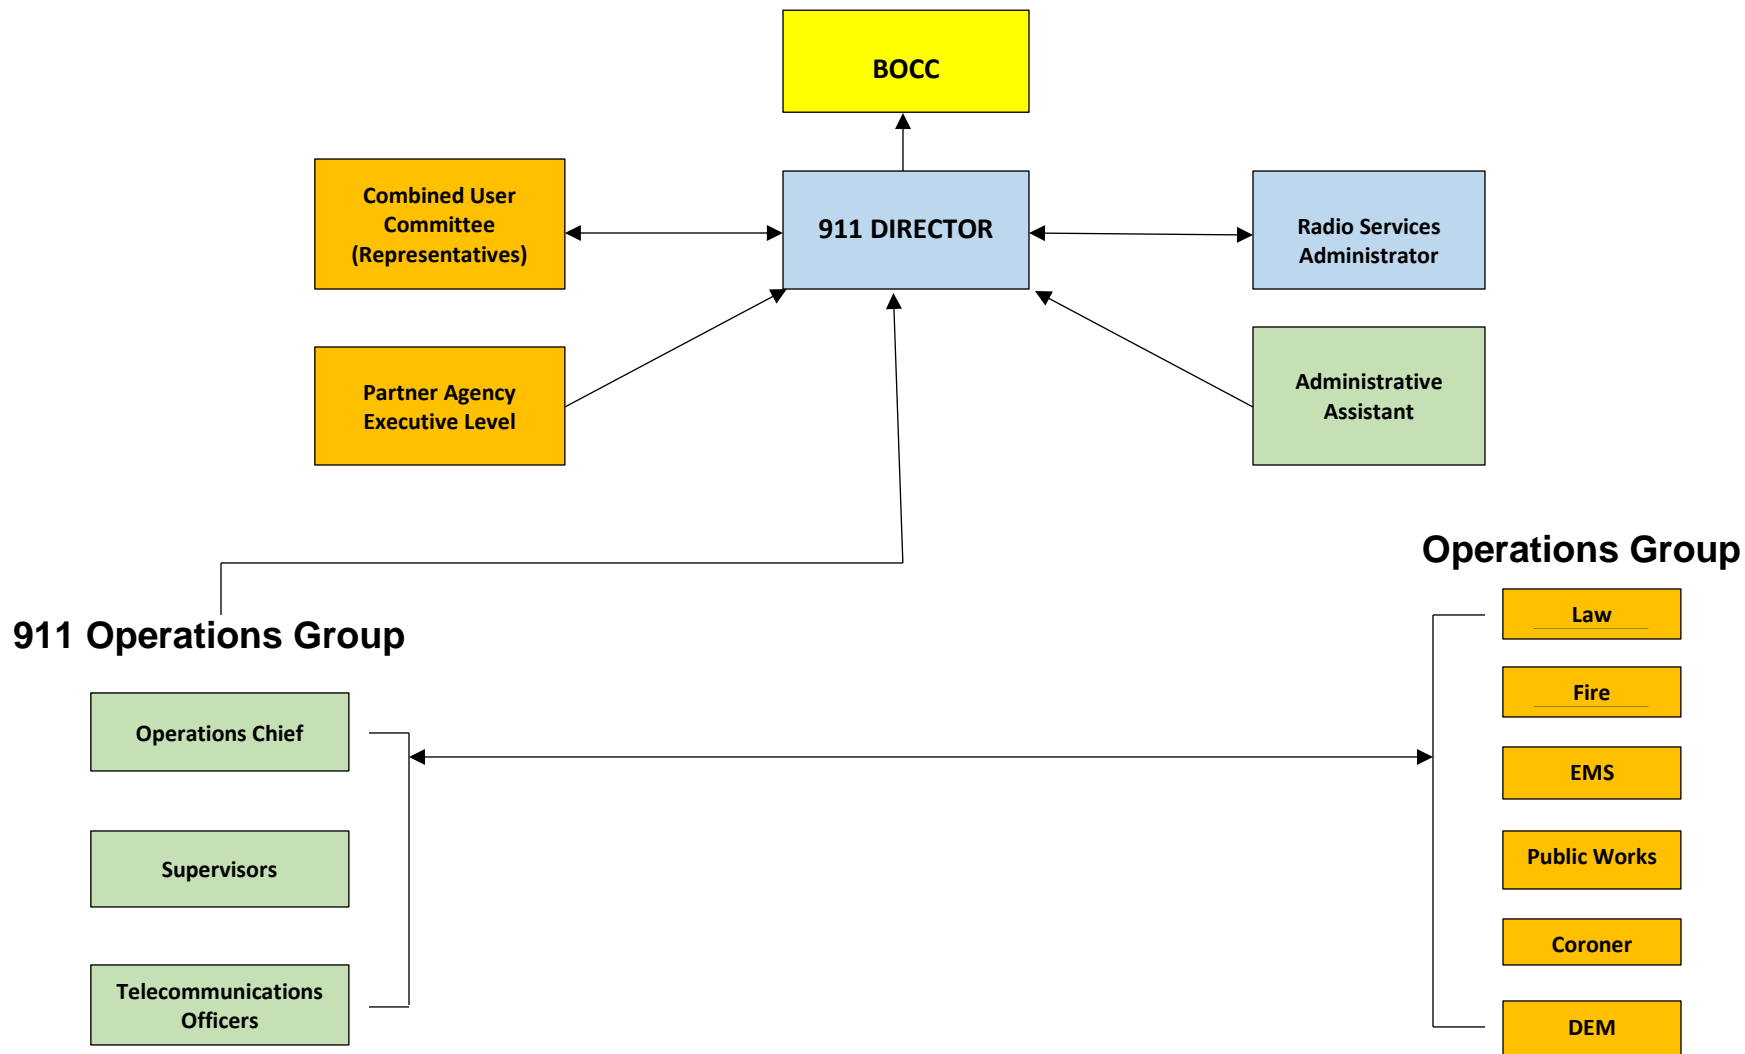 BOCC
Combined User
Committee
(Representatives)
911 DIRECTOR
Radio Services
Administrator
Partner Agency
Executive Level
Administrative
Assistant
Operations Group
Law
Fire
EMS
Public Works
Coroner
DEM
911 Operations Group
Operations Chief
Supervisors
Telecommunications
Officers